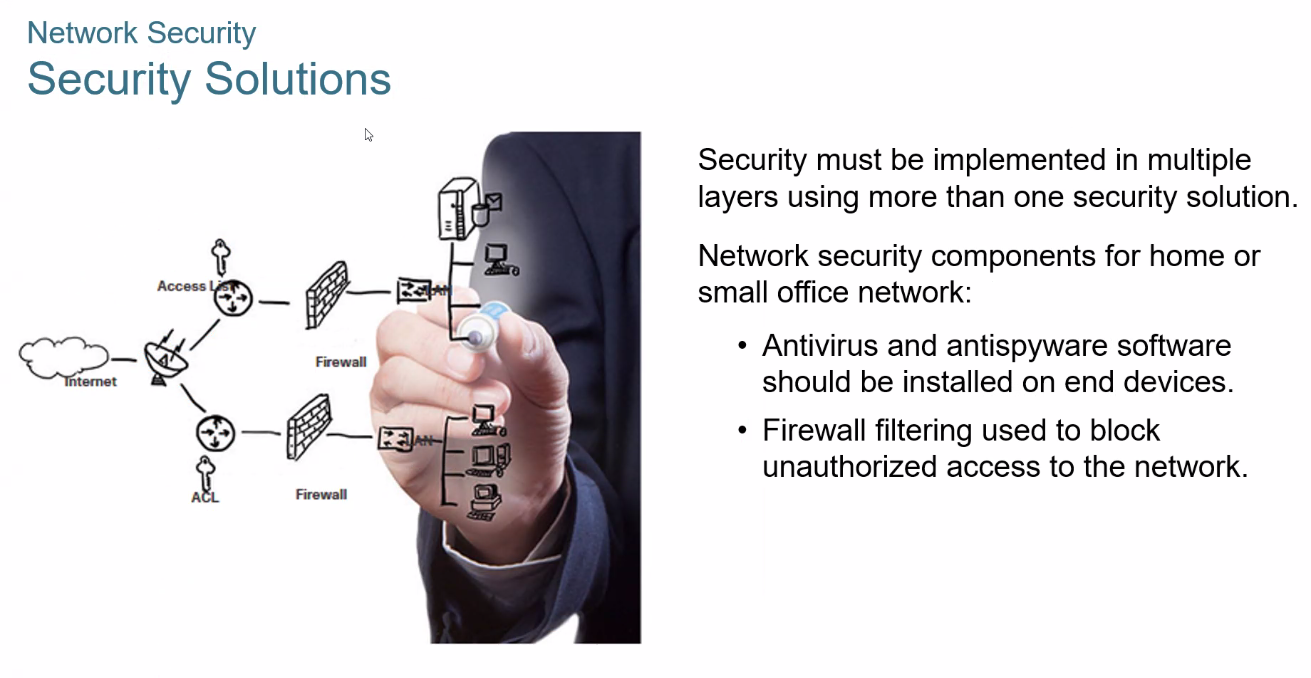 Network Security
Security Solutions
Security must be implemented in multiple
layers using more than one security solution.
Network security components for home or
small office network:
• Antivirus and antispyware software
should be installed on end devices.
• Firewall filtering used to block
unauthorized access to the network.
Access List
Firewall
LAN
Internet
LAN
ACL
Firewall